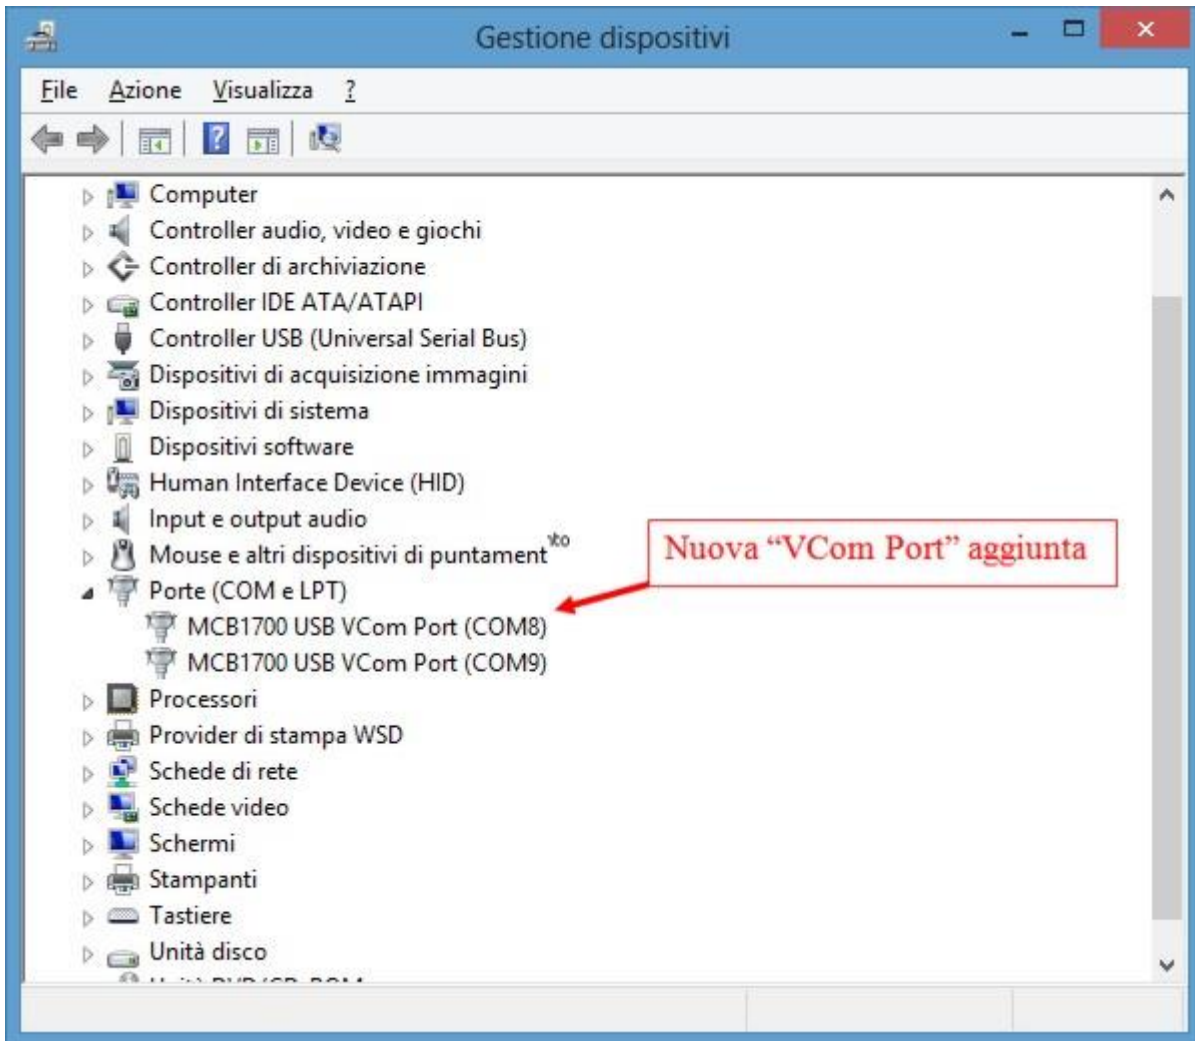 Gestione dispositivi
File Azione Visualizza ?
Computer
Controller audio, video e giochi
Controller di archiviazione
Controller IDE ATA/ATAPI
Controller USB (Universal Serial Bus)
Dispositivi di acquisizione immagini
Dispositivi di sistema
Dispositivi software
Human Interface Device (HID)
Input e output audio
Mouse e altri dispositivi di puntament
Nuova “VCom Port” aggiunta
Porte (COM e LPT)
MCB1700 USB VCom Port (COM8)
MCB1700 USB VCom Port (COM9)
Processori
Provider di stampa WSD
Schede di rete
Schede video
Schermi
Stampanti
Tastiere
Unità disco